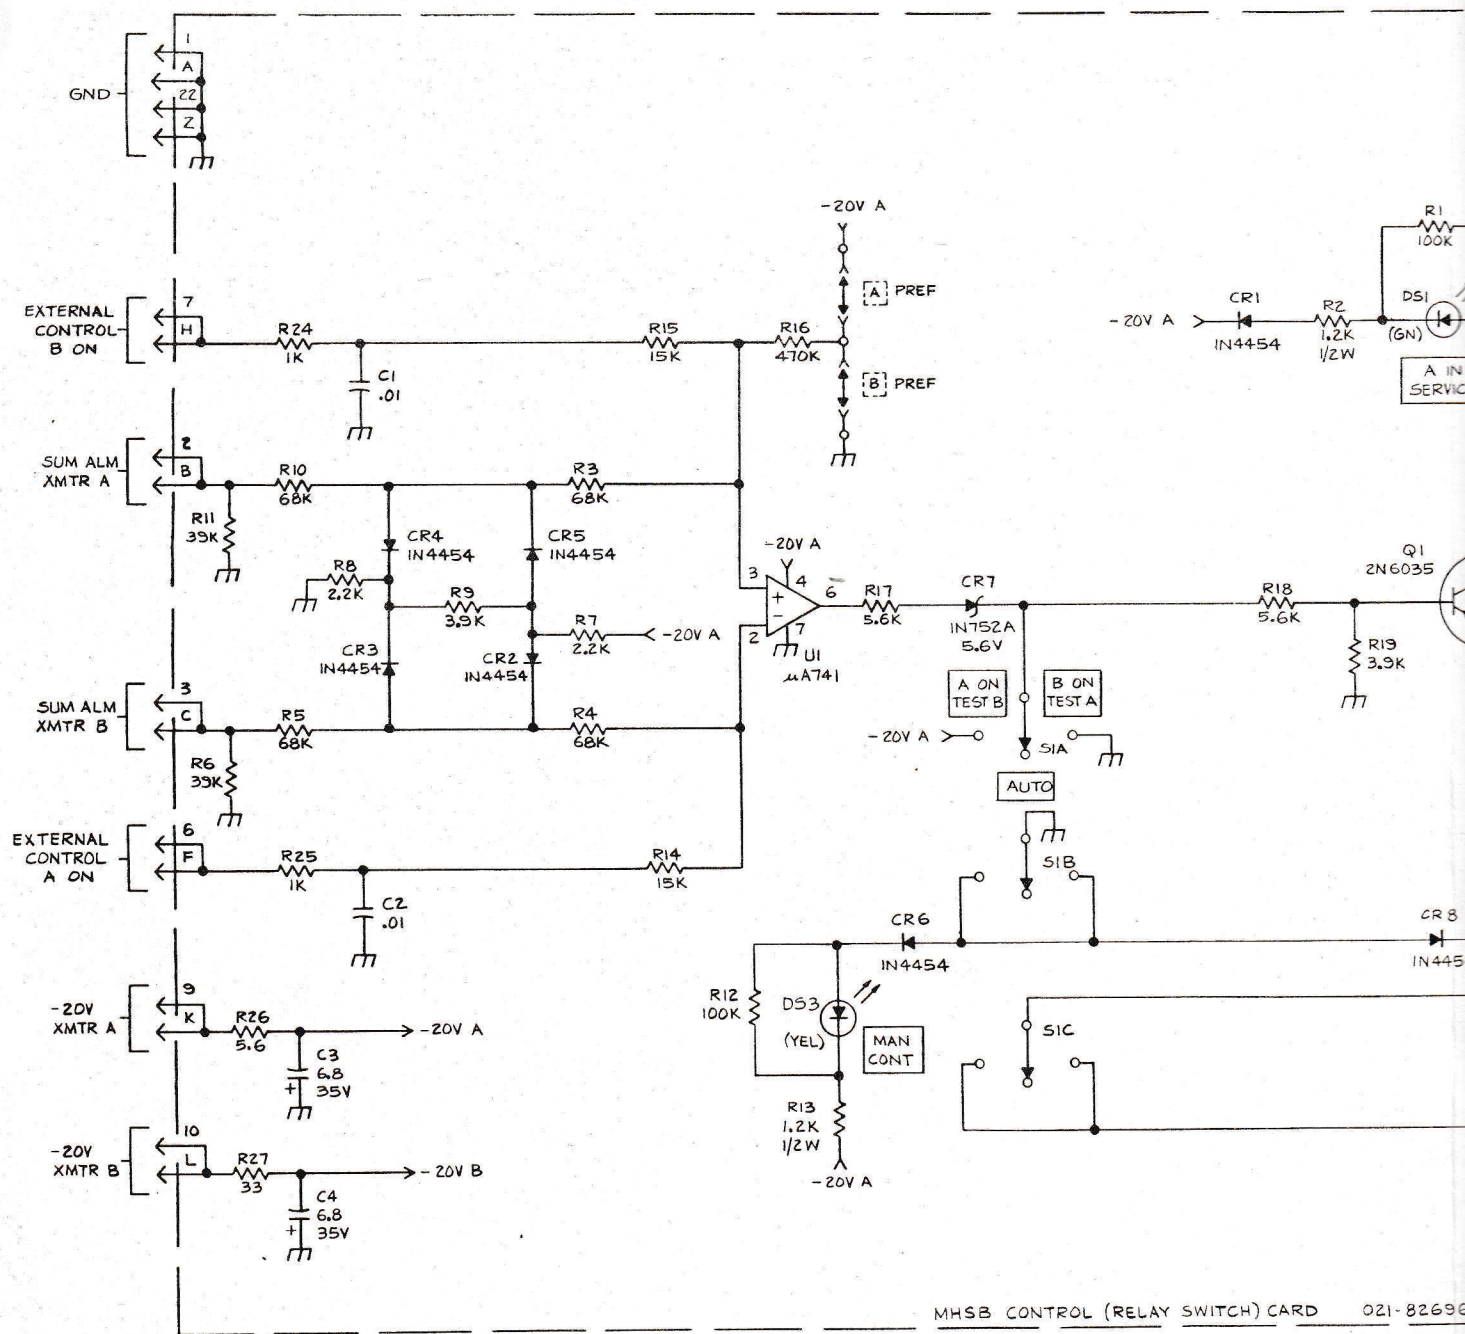 1
A
GND
22
Z
-20V A
R1
100K
7
EXTERNAL
CONTROL
B ON
H
R24
1K
C1
.01
R15
15K
R16
470K
A PREF
B PREF
-20V A
CR1
1N4454
R2
1.2K
1/2W
DS1
(GN)
A IN
2
SUM ALM
XMTR A
B
R10
68K
R3
68K
R11
39K
CR4
1N4454
CR5
1N4454
R8
2.2K
R9
3.9K
R7
2.2K
-20V A
CR3
1N4454
CR2
1N4454
-20V A
3
4
6
+
-
2
7
U1
µA741
R17
5.6K
CR7
1N752A
5.6V
R18
5.6K
Q1
2N6035
R19
3.9K
3
SUM ALM
XMTR B
C
R5
68K
R4
68K
R6
39K
A ON
TEST B
B ON
TEST A
-20V A
S1A
AUTO
6
EXTERNAL
CONTROL
A ON
F
R25
1K
C2
.01
R14
15K
S1B
CR6
1N4454
CR8
1N445
R12
100K
DS3
(YEL)
MAN
CONT
S1C
R13
1.2K
1/2W
-20V A
9
-20V
XMTR A
K
R26
5.6
-20V A
C3
6.8
35V
+
10
-20V
XMTR B
L
R27
33
-20V B
C4
6.8
35V
+
MHSB CONTROL (RELAY SWITCH) CARD 021-82696